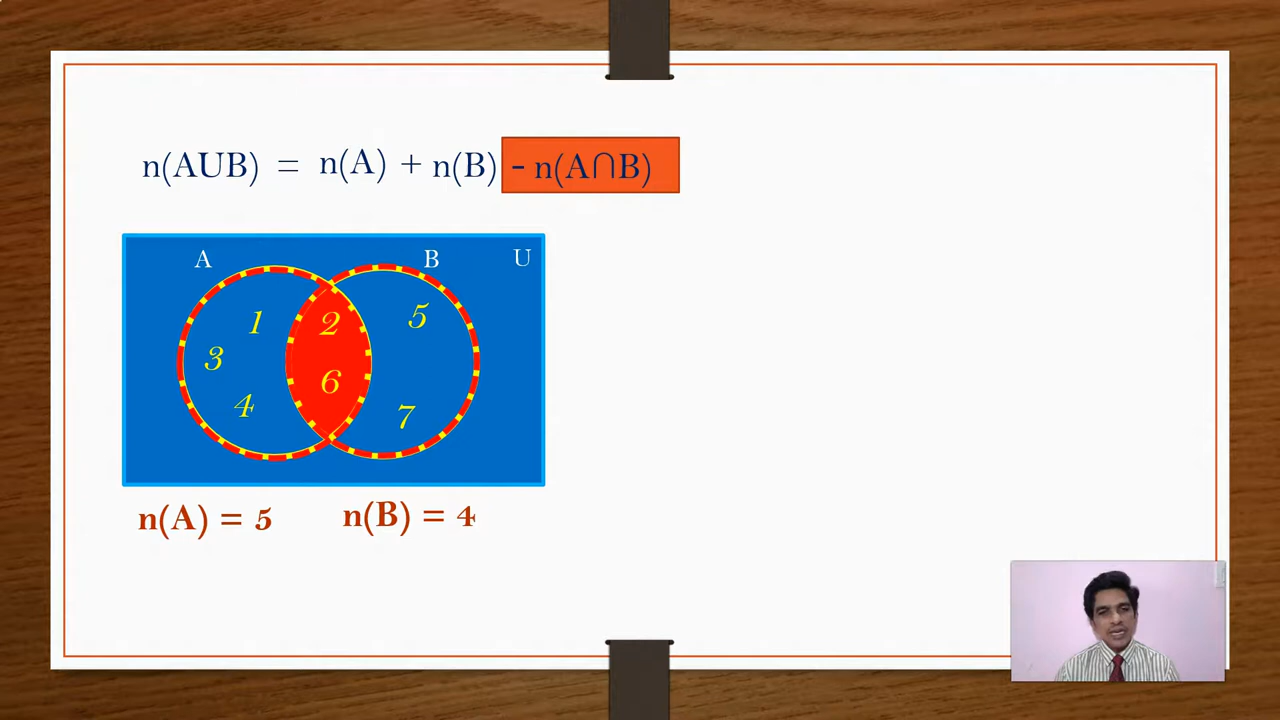 n(AUB) = n(A) + n(B) - n(A∩B)
A B U
1 2 5
3
6
4 7
n(A) = 5 n(B) = 4